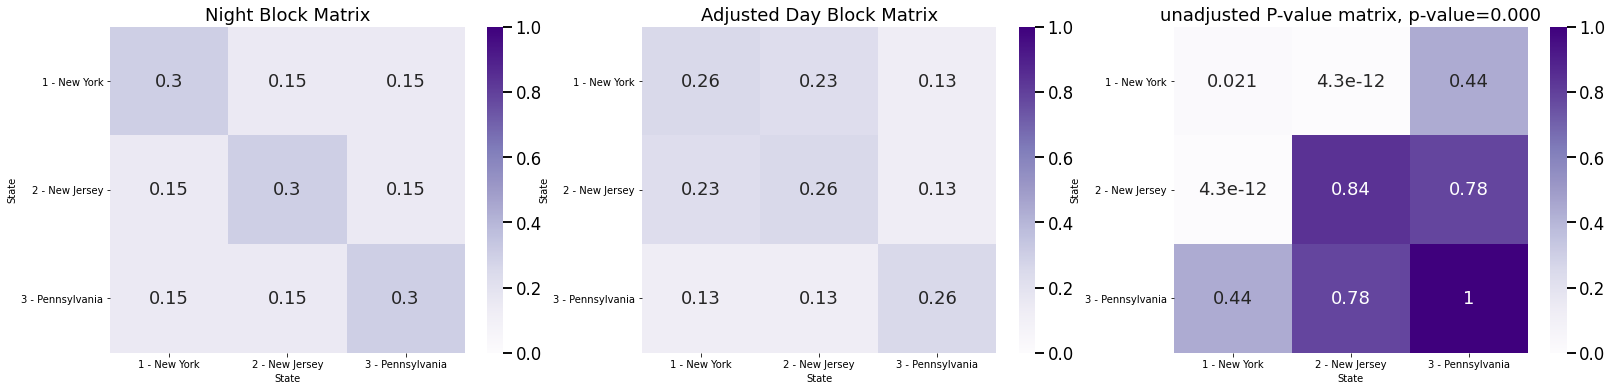 Night Block Matrix
1 - New York
2 - New Jersey
3 - Pennsylvania
State
0.3 0.15 0.15
0.15 0.3 0.15
0.15 0.15 0.3
1 - New York 2 - New Jersey 3 - Pennsylvania
State
1.0
0.8
0.6
0.4
0.2
0.0
Adjusted Day Block Matrix
1 - New York
2 - New Jersey
3 - Pennsylvania
State
0.26 0.23 0.13
0.23 0.26 0.13
0.13 0.13 0.26
1 - New York 2 - New Jersey 3 - Pennsylvania
State
1.0
0.8
0.6
0.4
0.2
0.0
unadjusted P-value matrix, p-value=0.000
1 - New York
2 - New Jersey
3 - Pennsylvania
State
0.021 4.3e-12 0.44
4.3e-12 0.84 0.78
0.44 0.78 1
1 - New York 2 - New Jersey 3 - Pennsylvania
State
1.0
0.8
0.6
0.4
0.2
0.0